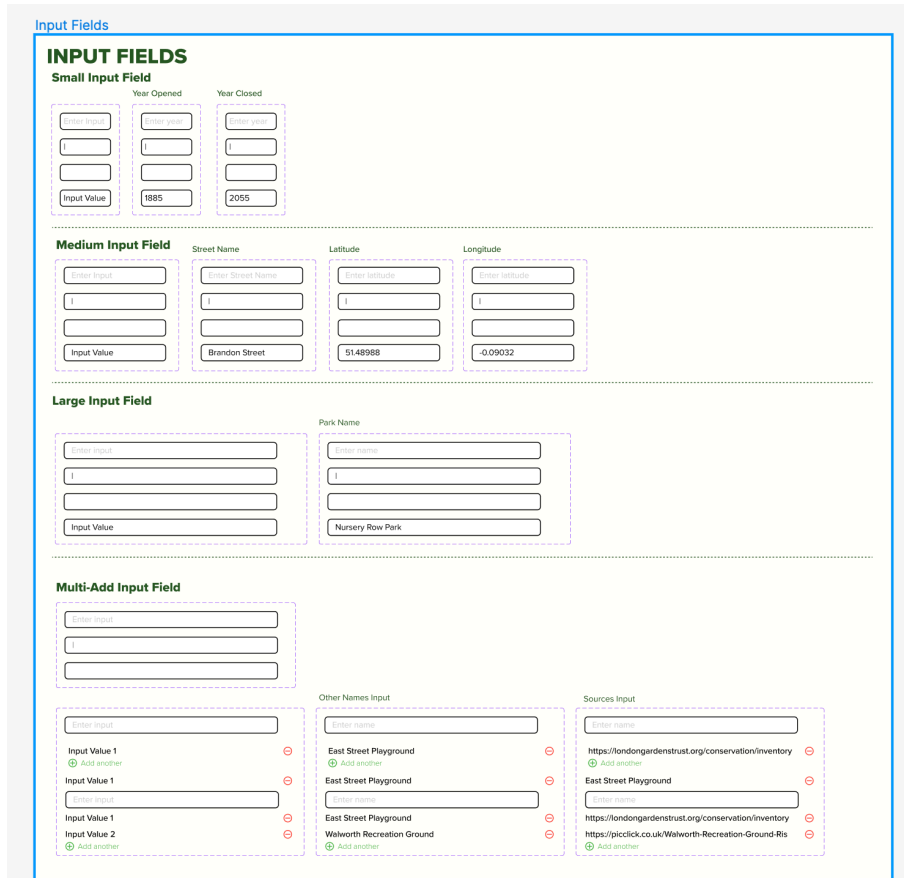 Input Fields
INPUT FIELDS
Small Input Field
Year Opened Year Closed
Enter Input Enter year Enter year
| | |
Input Value 1885 2055
Medium Input Field Street Name Latitude Longitude
Enter Input Enter Street Name Enter latitude Enter latitude
| | | |
Input Value Brandon Street 51.48988 -0.09032
Large Input Field
Park Name
Enter input Enter name
| |
Input Value Nursery Row Park
Multi-Add Input Field
Enter input
|
Other Names Input Sources Input
Enter input Enter name Enter name
Input Value 1 East Street Playground https://londongardenstrust.org/conservation/inventory
Add another Add another Add another
Input Value 1 East Street Playground East Street Playground
Enter input Enter name Enter name
Input Value 1 East Street Playground https://londongardenstrust.org/conservation/inventory
Input Value 2 Walworth Recreation Ground https://picclick.co.uk/Walworth-Recreation-Ground-Ris
Add another Add another Add another